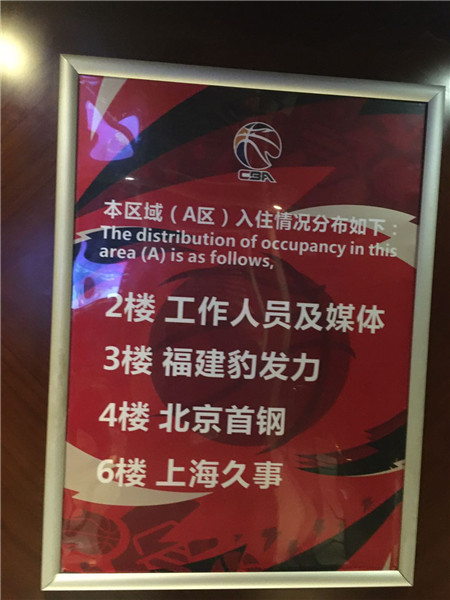 CBA
本区域（A区）入住情况分布如下：
The distribution of occupancy in this
area (A) is as follows,
2楼 工作人员及媒体
3楼 福建豹发力
4楼 北京首钢
6楼 上海久事